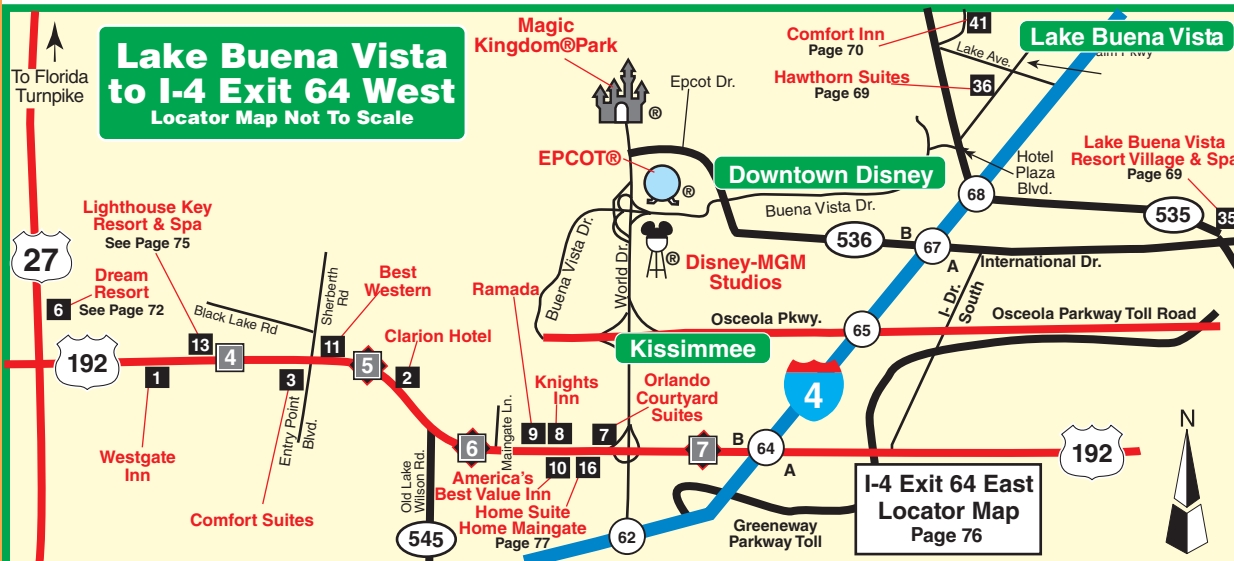 Lake Buena Vista
to I-4 Exit 64 West
Locator Map Not To Scale
To Florida
Turnpike
27
Magic
Kingdom®Park
®
Epcot Dr.
EPCOT®
®
Comfort Inn
Page 70
41
Lake Ave.
Lake Buena Vista
Hawthorn Suites
Page 69
36
Downtown Disney
Hotel
Plaza
Blvd.
Lake Buena Vista
Resort Village & Spa
Page 69
35
68
535
Buena Vista Dr.
536
B
67
A
International Dr.
Lighthouse Key
Resort & Spa
See Page 75
6
Dream
Resort
See Page 72
Black Lake Rd
Sherberth
Rd
Best
Western
Ramada
Buena Vista Dr.
World Dr.
®
Disney-MGM
Studios
I- Dr.
South
Osceola Pkwy.
65
Osceola Parkway Toll Road
192
13
4
11
5
Clarion Hotel
2
1
3
Westgate
Inn
Entry Point
Blvd.
Comfort Suites
Kissimmee
4
Knights
Inn
Orlando
Courtyard
Suites
Maingate Ln.
9
8
7
6
7
B
64
A
192
10
16
America's
Best Value Inn
Home Suite
Home Maingate
Page 77
Old Lake
Wilson Rd.
545
62
Greeneway
Parkway Toll
I-4 Exit 64 East
Locator Map
Page 76
N